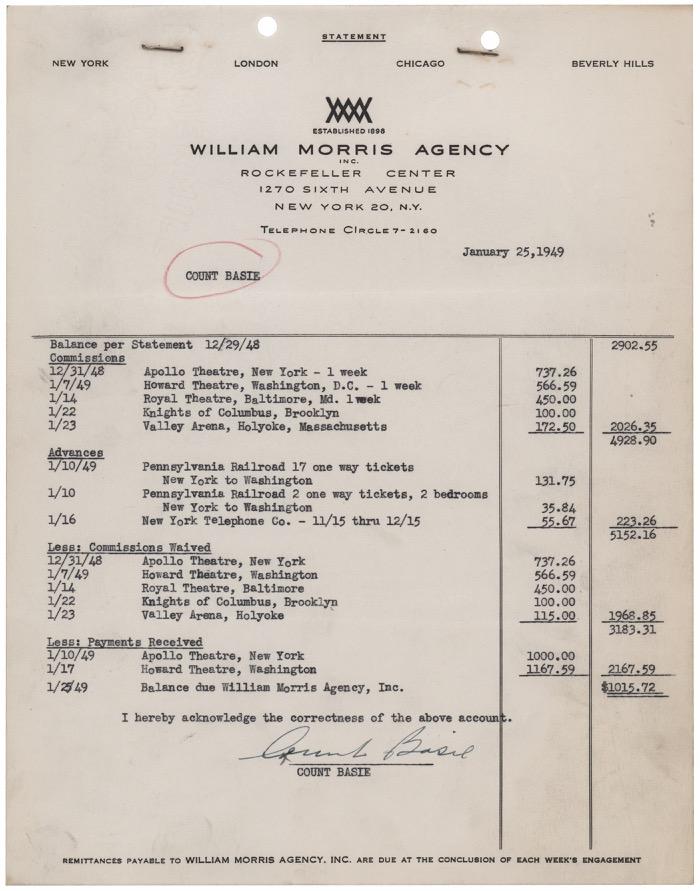 STATEMENT
NEW YORK LONDON CHICAGO BEVERLY HILLS
ESTABLISHED 1898
WILLIAM MORRIS AGENCY
INC.
ROCKEFELLER CENTER
1270 SIXTH AVENUE
NEW YORK 20, N.Y.
TELEPHONE CIRCLE 7-2160
January 25,1949
COUNT BASIE
Balance per Statement 12/29/48 2902.55
Commissions
12/31/48 Apollo Theatre, New York - 1 week 737.26
1/7/49 Howard Theatre, Washington, D.C. - 1 week 566.59
1/14 Royal Theatre, Baltimore, Md. 1 week 450.00
1/22 Knights of Columbus, Brooklyn 100.00
1/23 Valley Arena, Holyoke, Massachusetts 172.50 2026.35
4928.90
Advances
1/10/49 Pennsylvania Railroad 17 one way tickets
New York to Washington 131.75
1/10 Pennsylvania Railroad 2 one way tickets, 2 bedrooms
New York to Washington 35.84
1/16 New York Telephone Co. - 11/15 thru 12/15 55.67 223.26
5152.16
Less: Commissions Waived
12/31/48 Apollo Theatre, New York 737.26
1/7/49 Howard Theatre, Washington 566.59
1/14 Royal Theatre, Baltimore 450.00
1/22 Knights of Columbus, Brooklyn 100.00
1/23 Valley Arena, Holyoke 115.00 1968.85
3183.31
Less: Payments Received
1/10/49 Apollo Theatre, New York 1000.00
1/17 Howard Theatre, Washington 1167.59 2167.59
1/25/49 Balance due William Morris Agency, Inc. $1015.72
I hereby acknowledge the correctness of the above account.
Count Basie
COUNT BASIE
REMITTANCES PAYABLE TO WILLIAM MORRIS AGENCY, INC. ARE DUE AT THE CONCLUSION OF EACH WEEK'S ENGAGEMENT